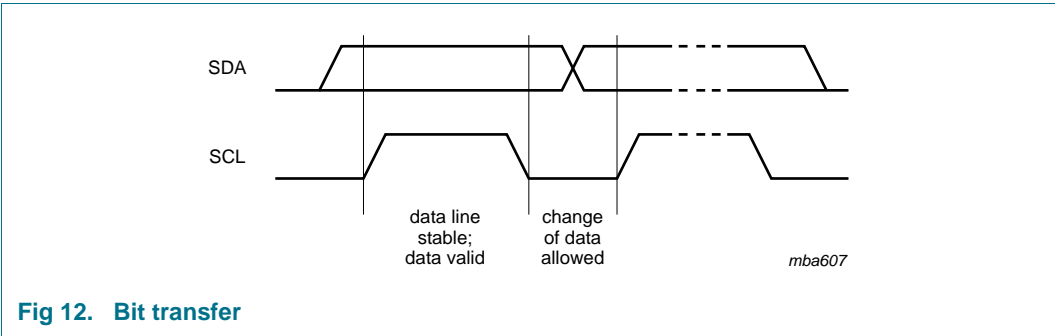 SDA
SCL
data line
stable;
data valid
change
of data
allowed
mba607
Fig 12. Bit transfer